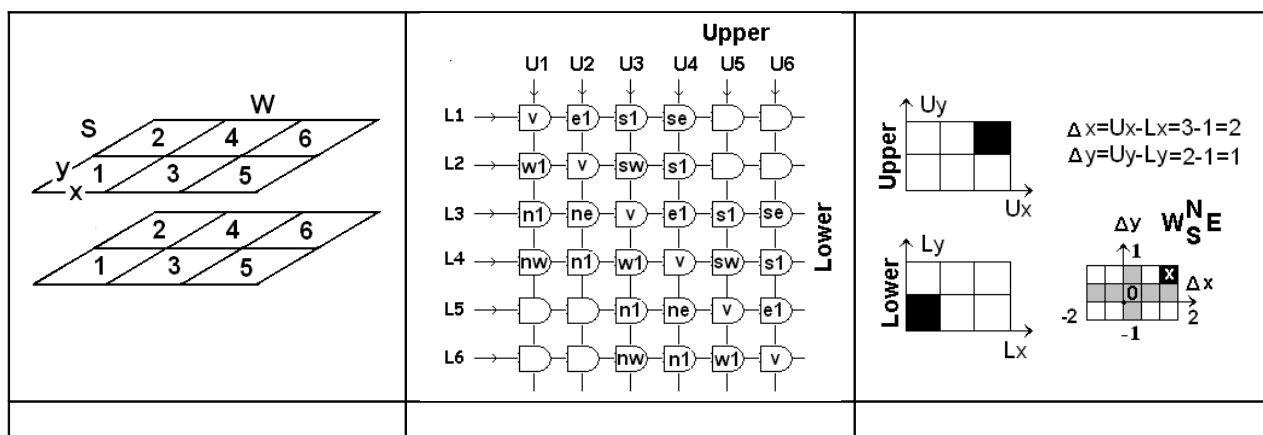 W
S
2 4 6
y 1 3 5
x
2 4 6
1 3 5
Upper
U1 U2 U3 U4 U5 U6
L1 v e1 s1 se
L2 w1 v sw s1
L3 n1 ne v e1 s1 se
L4 nw n1 w1 v sw s1
L5 n1 ne v e1
L6 nw n1 w1 v
Lower
Uy
Upper
Ux
Δx=Ux-Lx=3-1=2
Δy=Uy-Ly=2-1=1
Ly
Lower
Lx
Δy W N S E
1
x
0 Δx
-2 2
-1